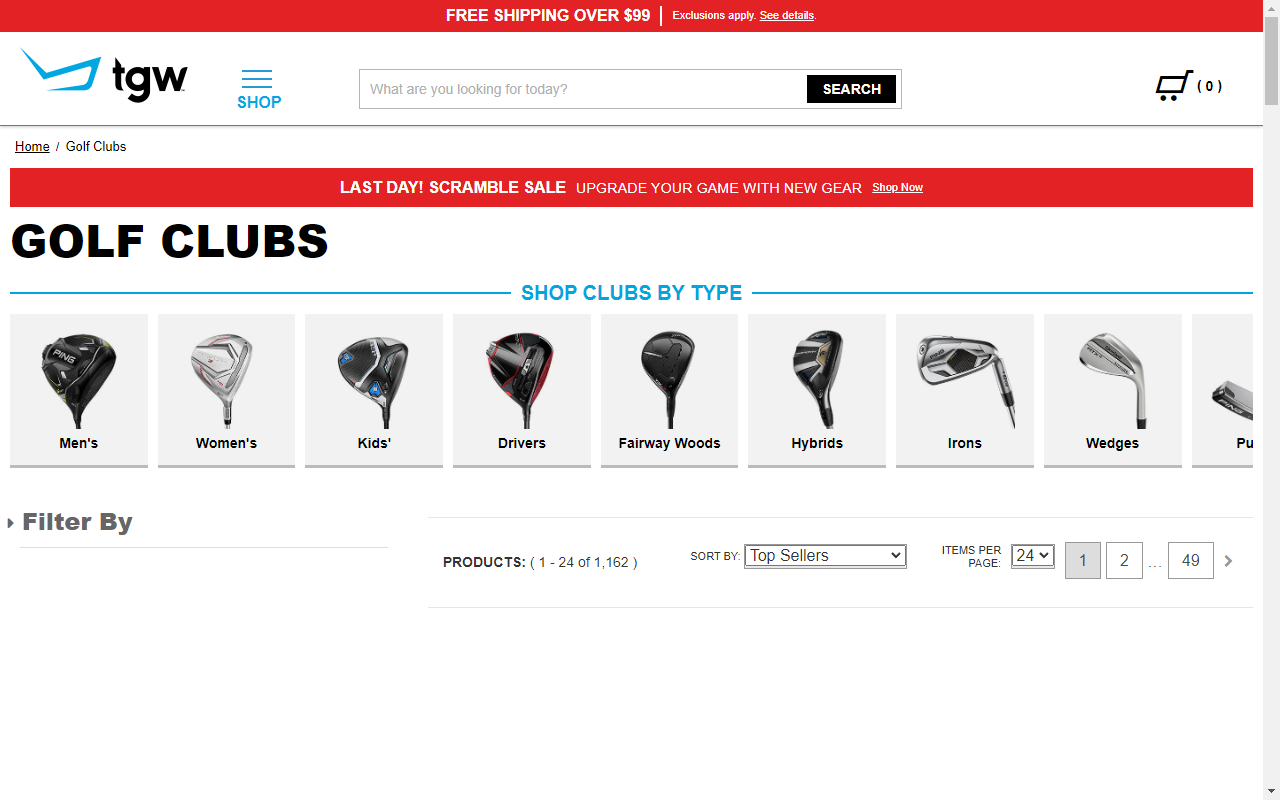 FREE SHIPPING OVER $99 Exclusions apply. See details.
tgw
SHOP
What are you looking for today?
SEARCH
( 0 )
Home / Golf Clubs
LAST DAY! SCRAMBLE SALE UPGRADE YOUR GAME WITH NEW GEAR Shop Now
GOLF CLUBS
SHOP CLUBS BY TYPE
PING
PING
PING
Men's
Women's
Kids'
Drivers
Fairway Woods
Hybrids
Irons
Wedges
Pu
Filter By
PRODUCTS: ( 1 - 24 of 1,162 )
SORT BY: Top Sellers
ITEMS PER
PAGE:
24
1
2
...
49